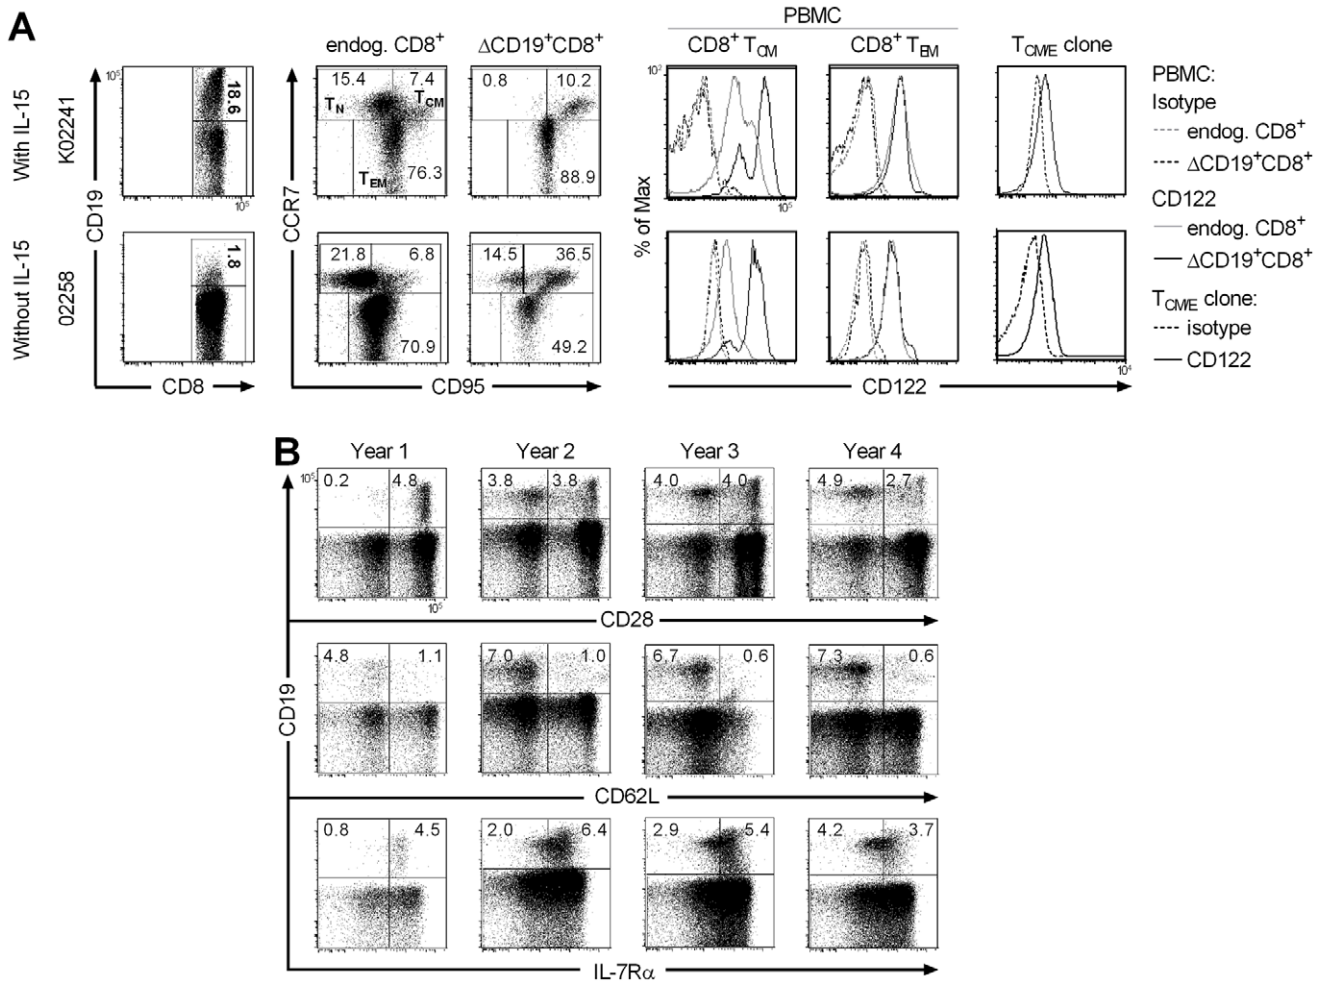 A
PBMC
endog. CD8+ ΔCD19+CD8+ CD8+ TCM CD8+ TEM TCM/E clone
With IL-15
K02241
CD19
10⁵
18.6
10⁵
CCR7
15.4 7.4
TN TCM
TEM 76.3
0.8 10.2
88.9
% of Max
10²
10⁵
PBMC:
Isotype
endog. CD8+
ΔCD19+CD8+
CD122
endog. CD8+
ΔCD19+CD8+
TCM/E clone:
isotype
CD122
Without IL-15
02258
1.8
21.8 6.8
70.9
14.5 36.5
49.2
10⁴
CD8 CD95 CD122
B
Year 1 Year 2 Year 3 Year 4
10⁵
0.2 4.8 3.8 3.8 4.0 4.0 4.9 2.7
10⁵
CD28
CD19
4.8 1.1 7.0 1.0 6.7 0.6 7.3 0.6
CD62L
0.8 4.5 2.0 6.4 2.9 5.4 4.2 3.7
IL-7Rα